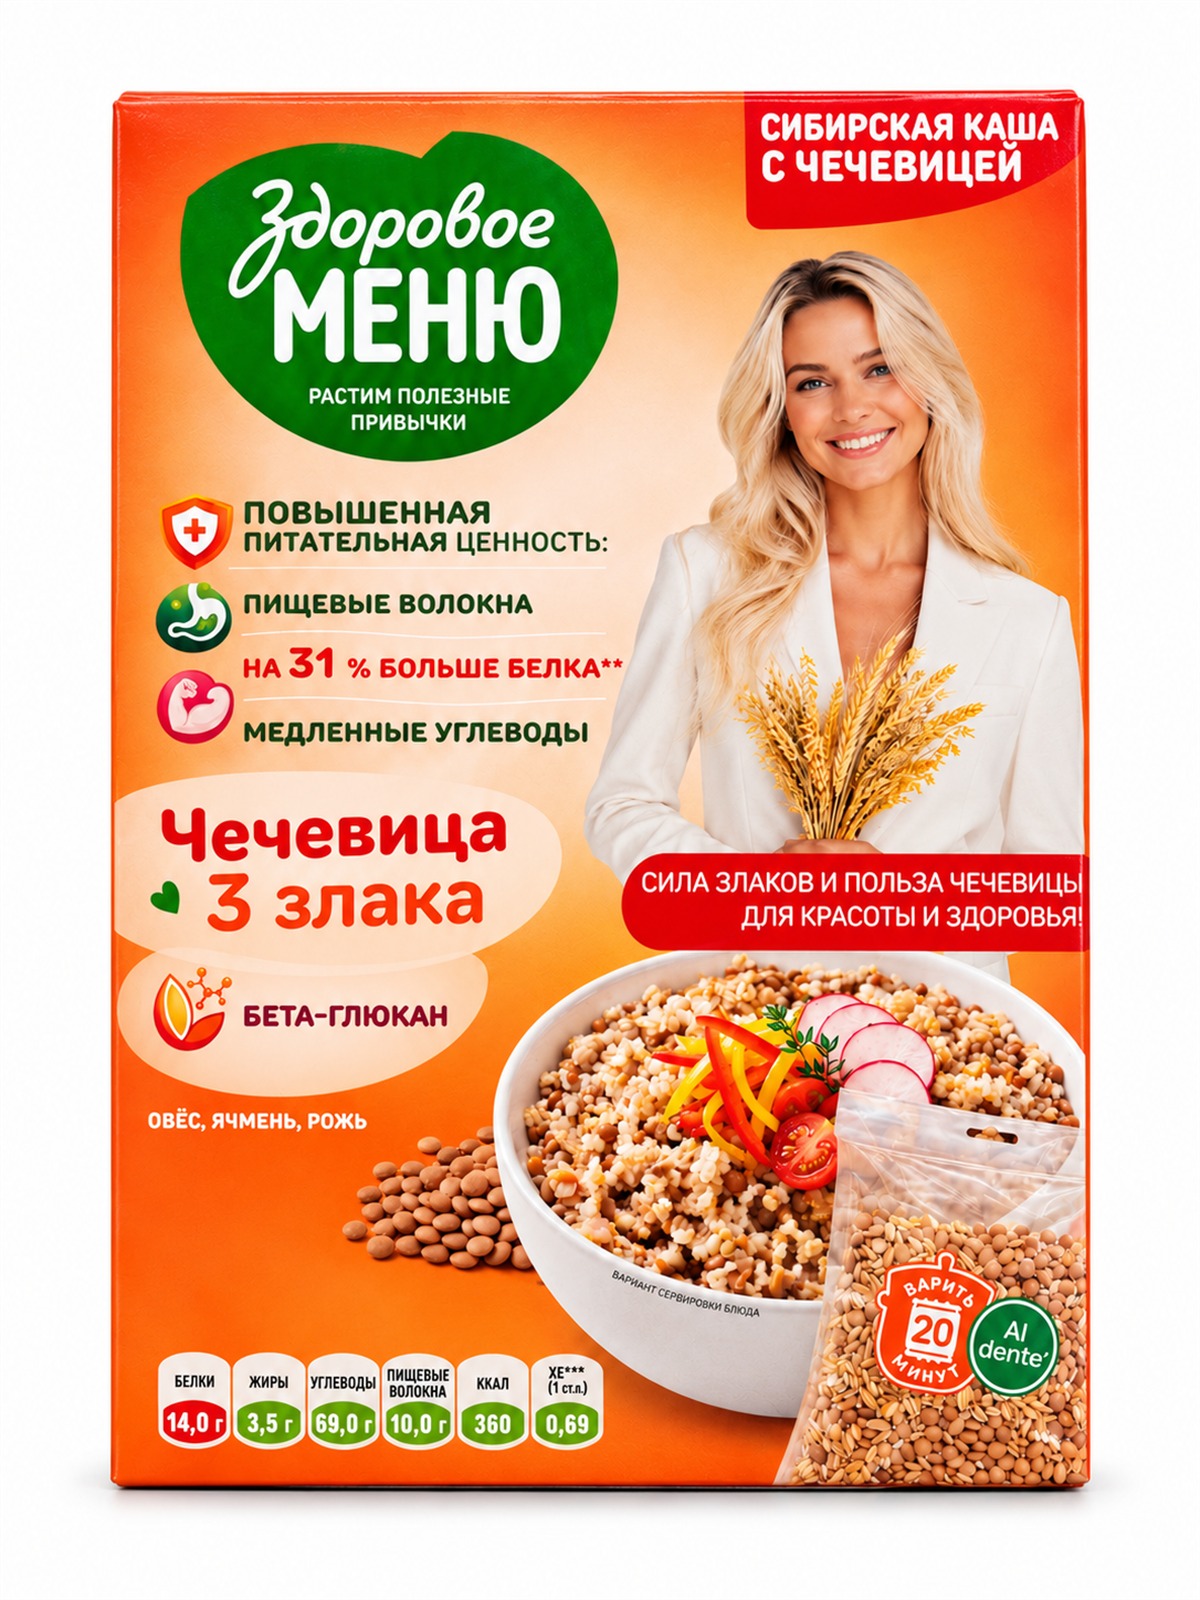 СИБИРСКАЯ КАША
С ЧЕЧЕВИЦЕЙ
Здоровое
МЕНЮ
РАСТИМ ПОЛЕЗНЫЕ
ПРИВЫЧКИ
ПОВЫШЕННАЯ
ПИТАТЕЛЬНАЯ ЦЕННОСТЬ:
ПИЩЕВЫЕ ВОЛОКНА
НА 31 % БОЛЬШЕ БЕЛКА**
МЕДЛЕННЫЕ УГЛЕВОДЫ
Чечевица
3 злака
СИЛА ЗЛАКОВ И ПОЛЬЗА ЧЕЧЕВИЦЫ
ДЛЯ КРАСОТЫ И ЗДОРОВЬЯ!
БЕТА-ГЛЮКАН
ОВЁС, ЯЧМЕНЬ, РОЖЬ
ВАРИАНТ СЕРВИРОВКИ БЛЮДА
ВАРИТЬ
20
МИНУТ
Al
dente'
БЕЛКИ
14,0 г
ЖИРЫ
3,5 г
УГЛЕВОДЫ
69,0 г
ПИЩЕВЫЕ
ВОЛОКНА
10,0 г
ККАЛ
360
ХЕ***
(1 ст.л.)
0,69